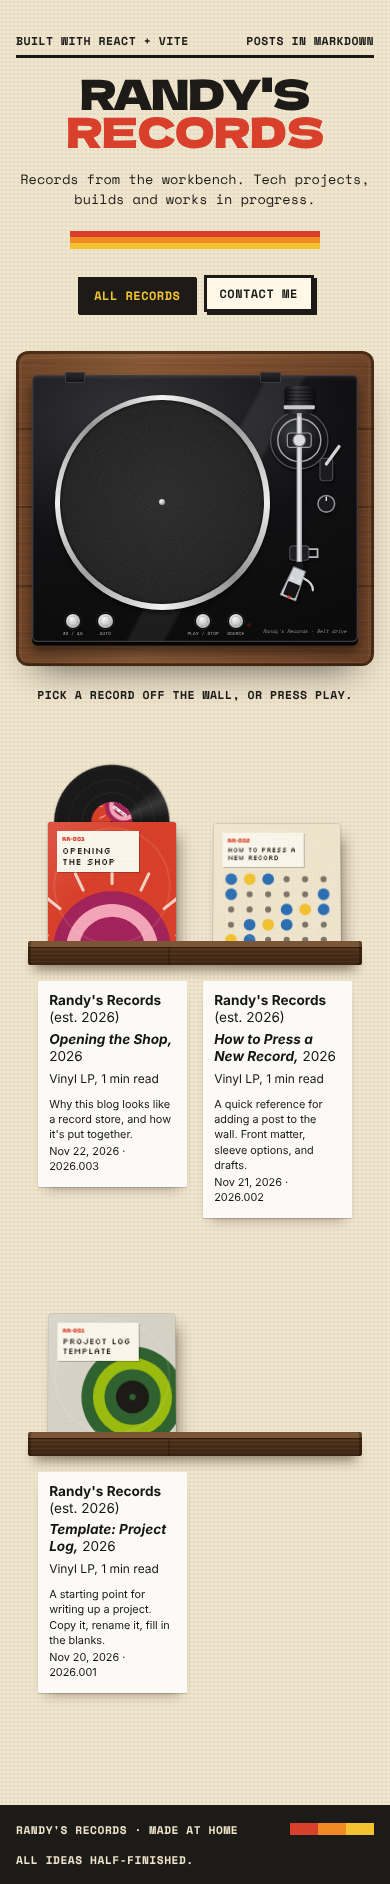 BUILT WITH REACT + VITE
POSTS IN MARKDOWN
RANDY'S
RECORDS
Records from the workbench. Tech projects,
builds and works in progress.
ALL RECORDS
CONTACT ME
33 / 45
AUTO
PLAY / STOP
SOURCE
Randy's Records · Belt drive
PICK A RECORD OFF THE WALL, OR PRESS PLAY.
RR-003
OPENING
THE SHOP
RR-002
HOW TO PRESS A
NEW RECORD
Randy's Records
(est. 2026)
Opening the Shop,
2026
Vinyl LP, 1 min read
Why this blog looks like
a record store, and how
it's put together.
Nov 22, 2026 ·
2026.003
Randy's Records
(est. 2026)
How to Press a
New Record, 2026
Vinyl LP, 1 min read
A quick reference for
adding a post to the
wall. Front matter,
sleeve options, and
drafts.
Nov 21, 2026 ·
2026.002
RR-001
PROJECT LOG
TEMPLATE
Randy's Records
(est. 2026)
Template: Project
Log, 2026
Vinyl LP, 1 min read
A starting point for
writing up a project.
Copy it, rename it, fill in
the blanks.
Nov 20, 2026 ·
2026.001
RANDY'S RECORDS · MADE AT HOME
ALL IDEAS HALF-FINISHED.